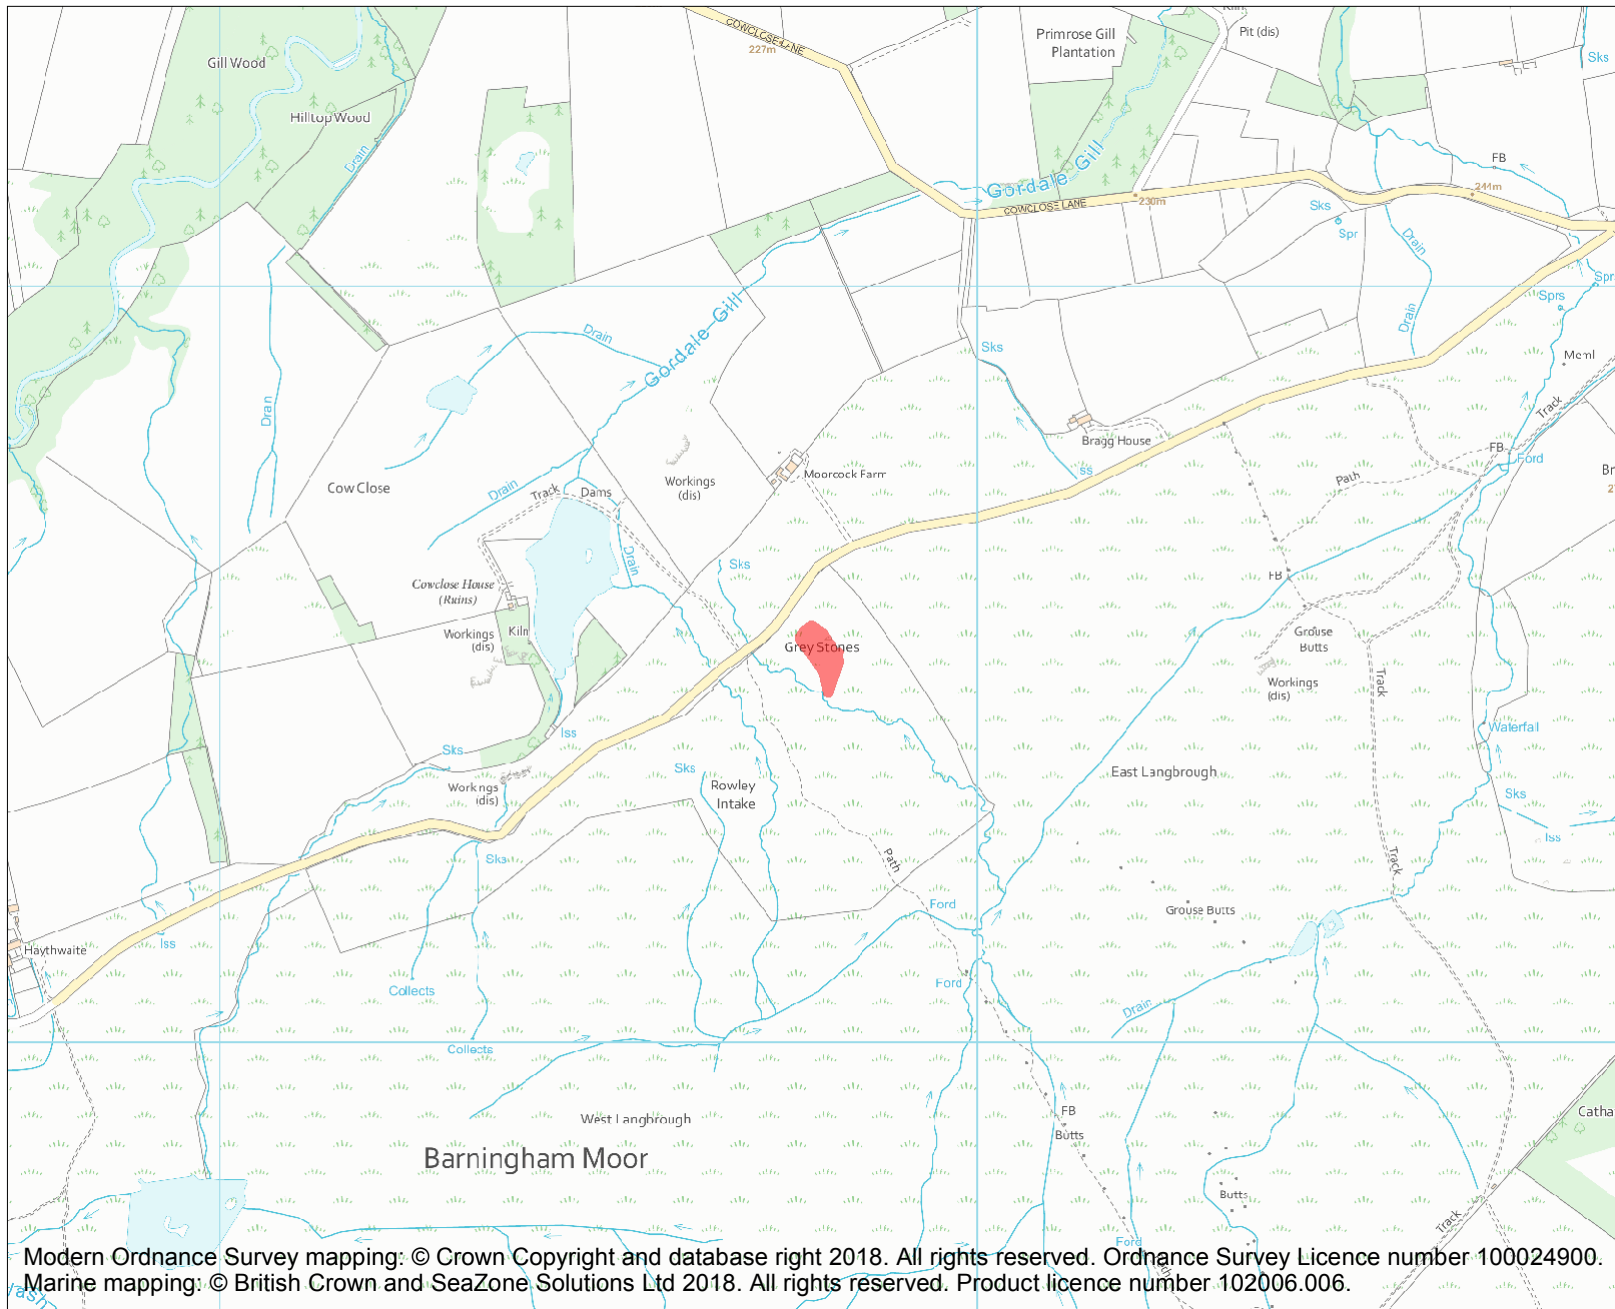 COWCLOSE LANE
227m
Primrose Gill
Plantation
Pit (dis)
Sks
Gill Wood
Hilltop Wood
Drain
Gordale Gill
COWCLOSE LANE
230m
244m
FB
Sks
Spr
Drain
Sprs
Drain
Meml
Drain
Gordale Gill
Sks
Drain
Track
FB
Ford
Bragg House
Iss
Path
Cow Close
Drain
Track
Dams
Workings
(dis)
Moorcock Farm
Drain
Sks
Cowclose House
(Ruins)
Workings
(dis)
Kiln
Grey Stones
FB
Grouse
Butts
Workings
(dis)
Track
Waterfall
Sks
Iss
Sks
Iss
Workings
(dis)
Sks
Rowley
Intake
East Langbrough
Track
Sks
Path
Ford
Grouse Butts
Haythwaite
Iss
Collects
Ford
Drain
Collects
West Langbrough
FB
Butts
Barningham Moor
Butts
Catha
Track
Ford
Modern Ordnance Survey mapping: © Crown Copyright and database right 2018. All rights reserved. Ordnance Survey Licence number 100024900.
Marine mapping: © British Crown and SeaZone Solutions Ltd 2018. All rights reserved. Product licence number 102006.006.